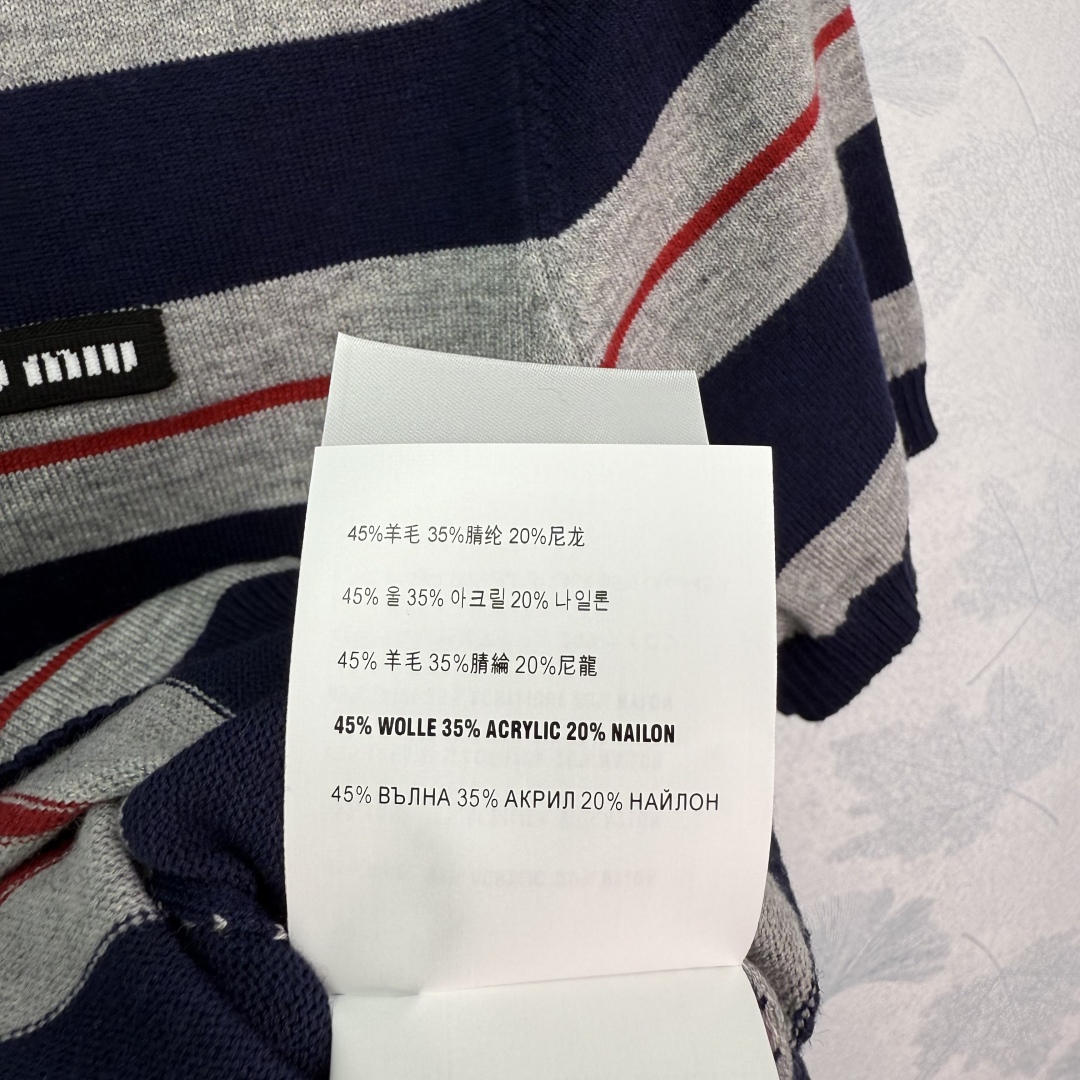 miu
45%羊毛 35%腈纶 20%尼龙
45% 울 35% 아크릴 20% 나일론
45% 羊毛 35%腈綸 20%尼龍
45% WOLLE 35% ACRYLIC 20% NAILON
45% ВЪЛНА 35% АКРИЛ 20% НАЙЛОН